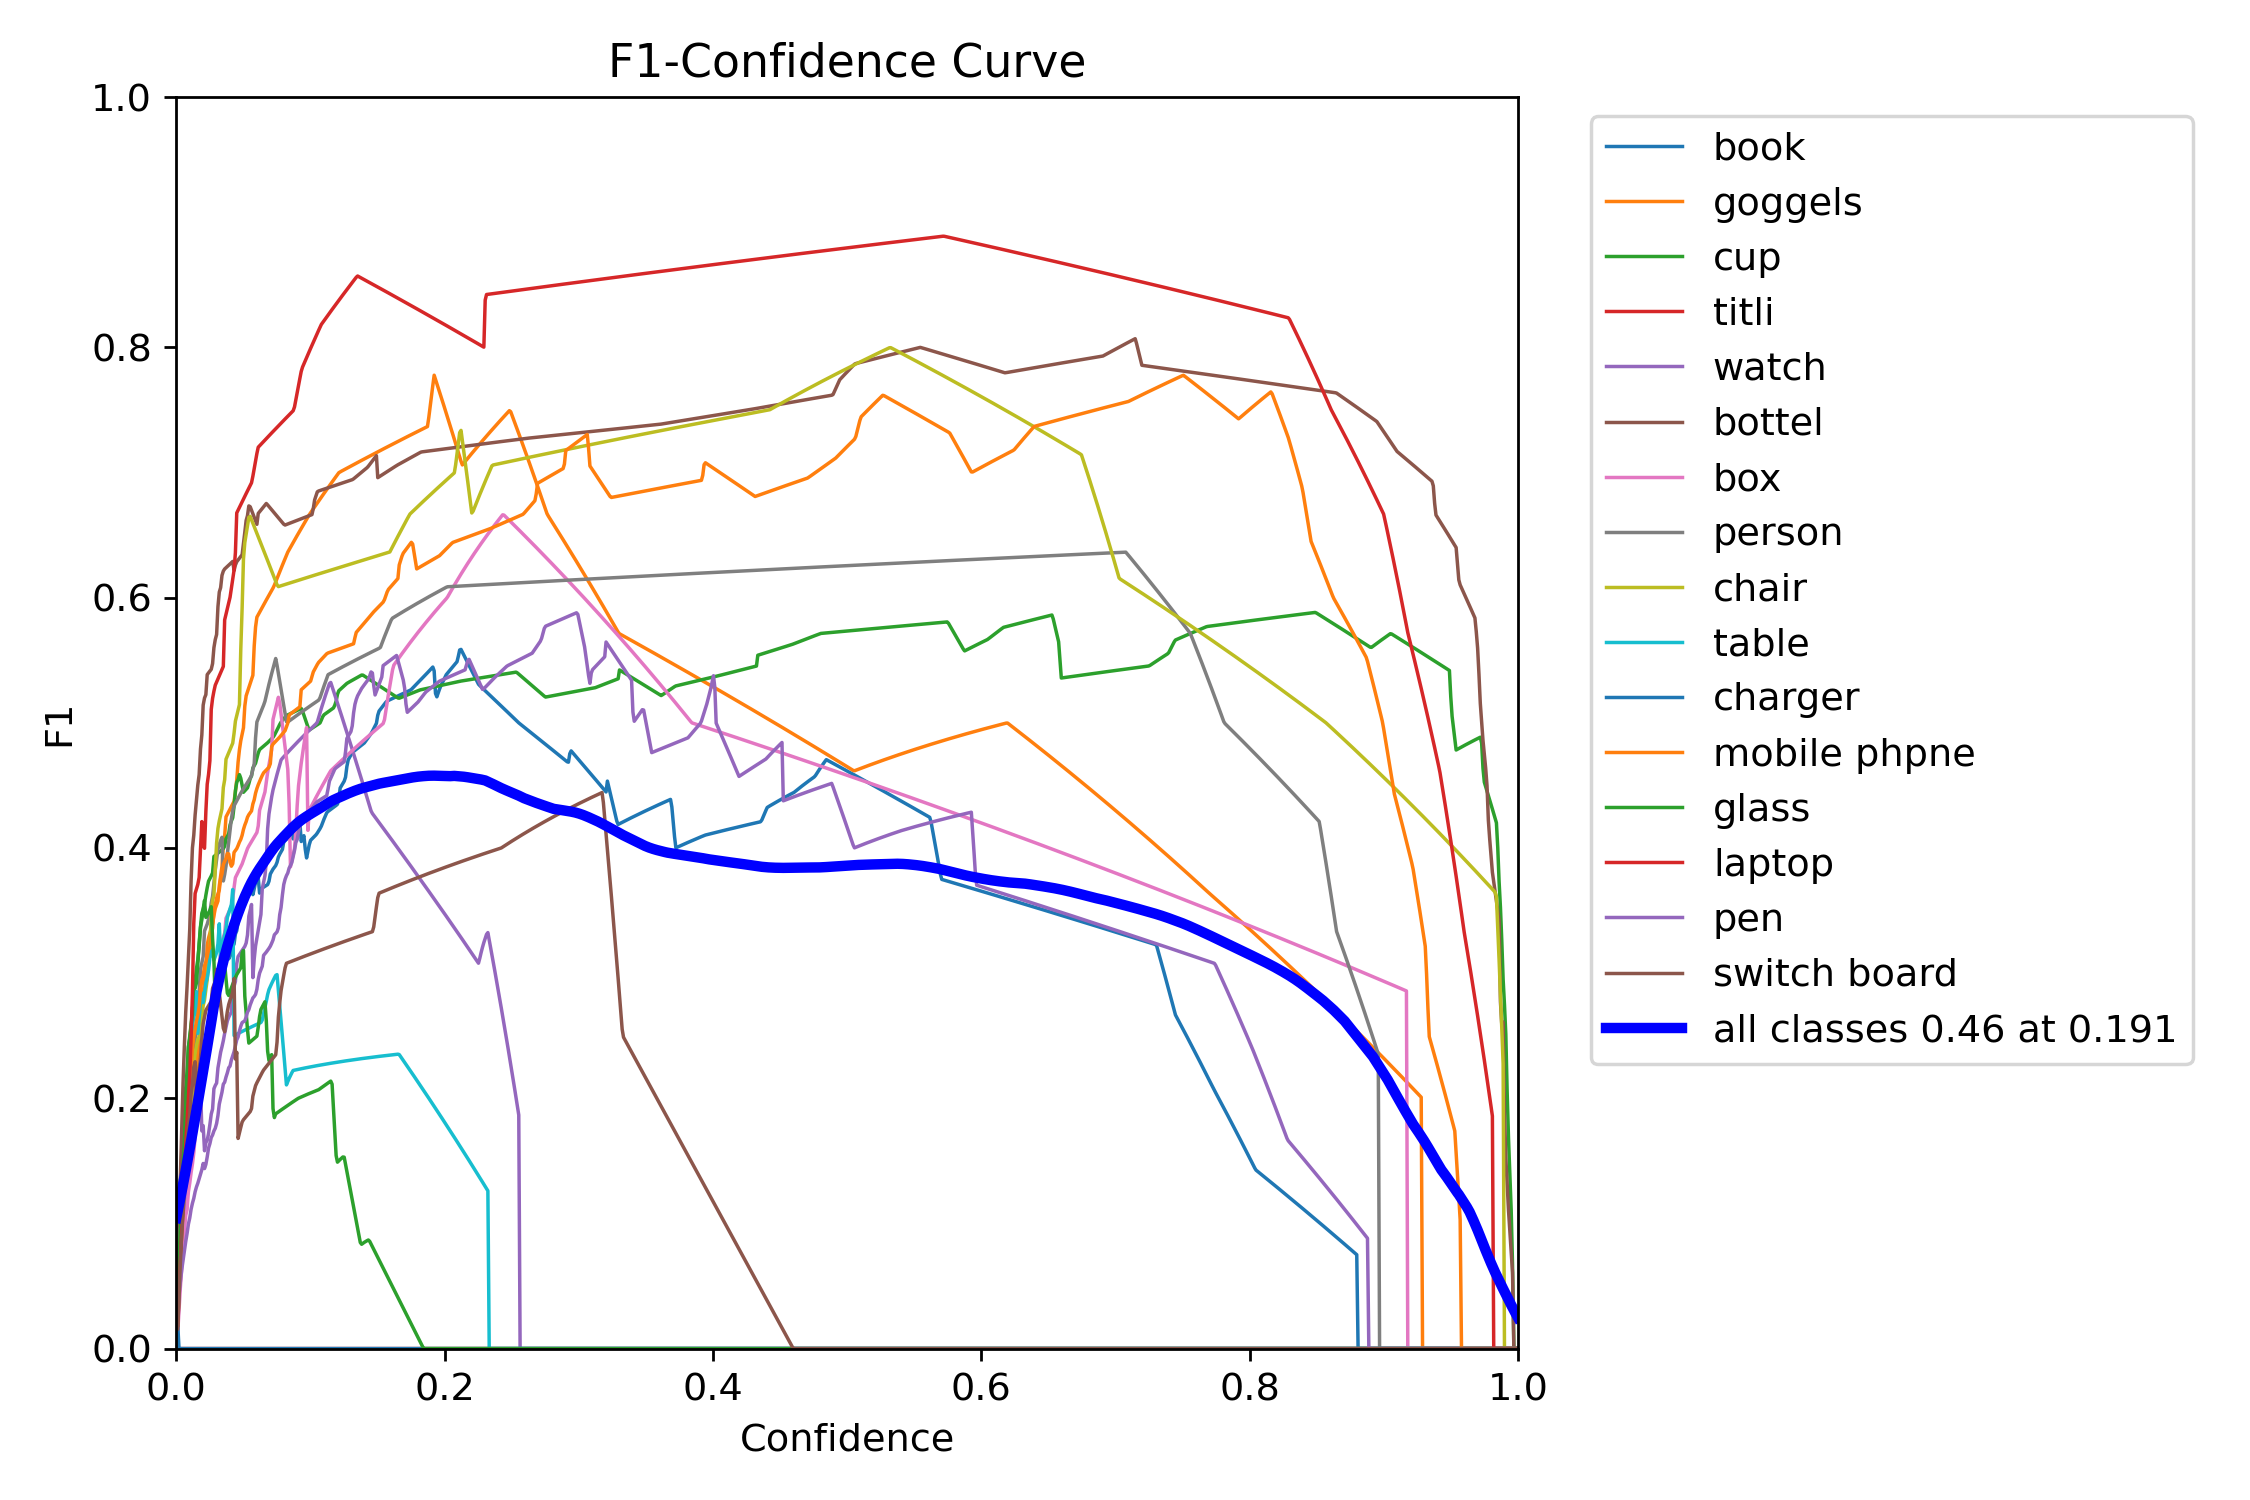 F1-Confidence Curve
1.0
0.8
0.6
0.4
0.2
0.0
F1
0.0 0.2 0.4 0.6 0.8 1.0
Confidence
book
goggels
cup
titli
watch
bottel
box
person
chair
table
charger
mobile phpne
glass
laptop
pen
switch board
all classes 0.46 at 0.191